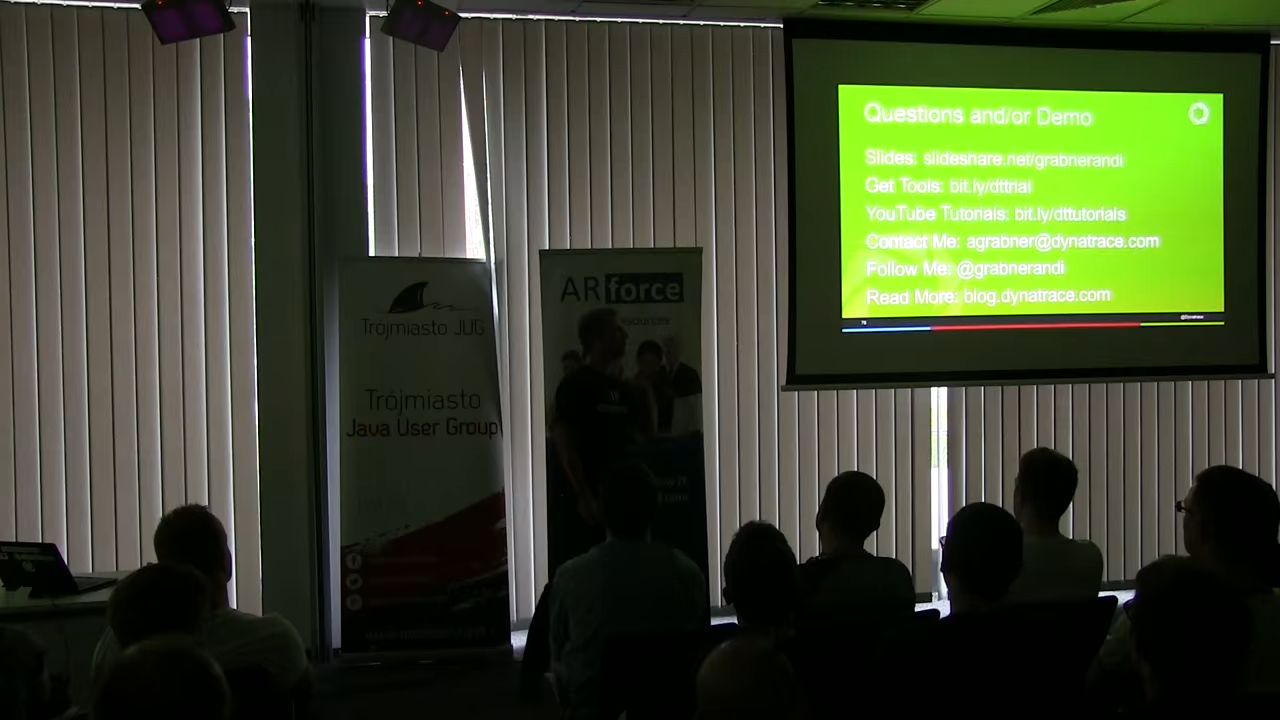 Questions and/or Demo
Slides: slideshare.net/grabnerandi
Get Tools: bit.ly/dttrial
YouTube Tutorials: bit.ly/dttutorials
Contact Me: agrabner@dynatrace.com
Follow Me: @grabnerandi
Read More: blog.dynatrace.com
76
@Dynatrace
Trójmiasto JUG
Trójmiasto
Java User Group
ARforce